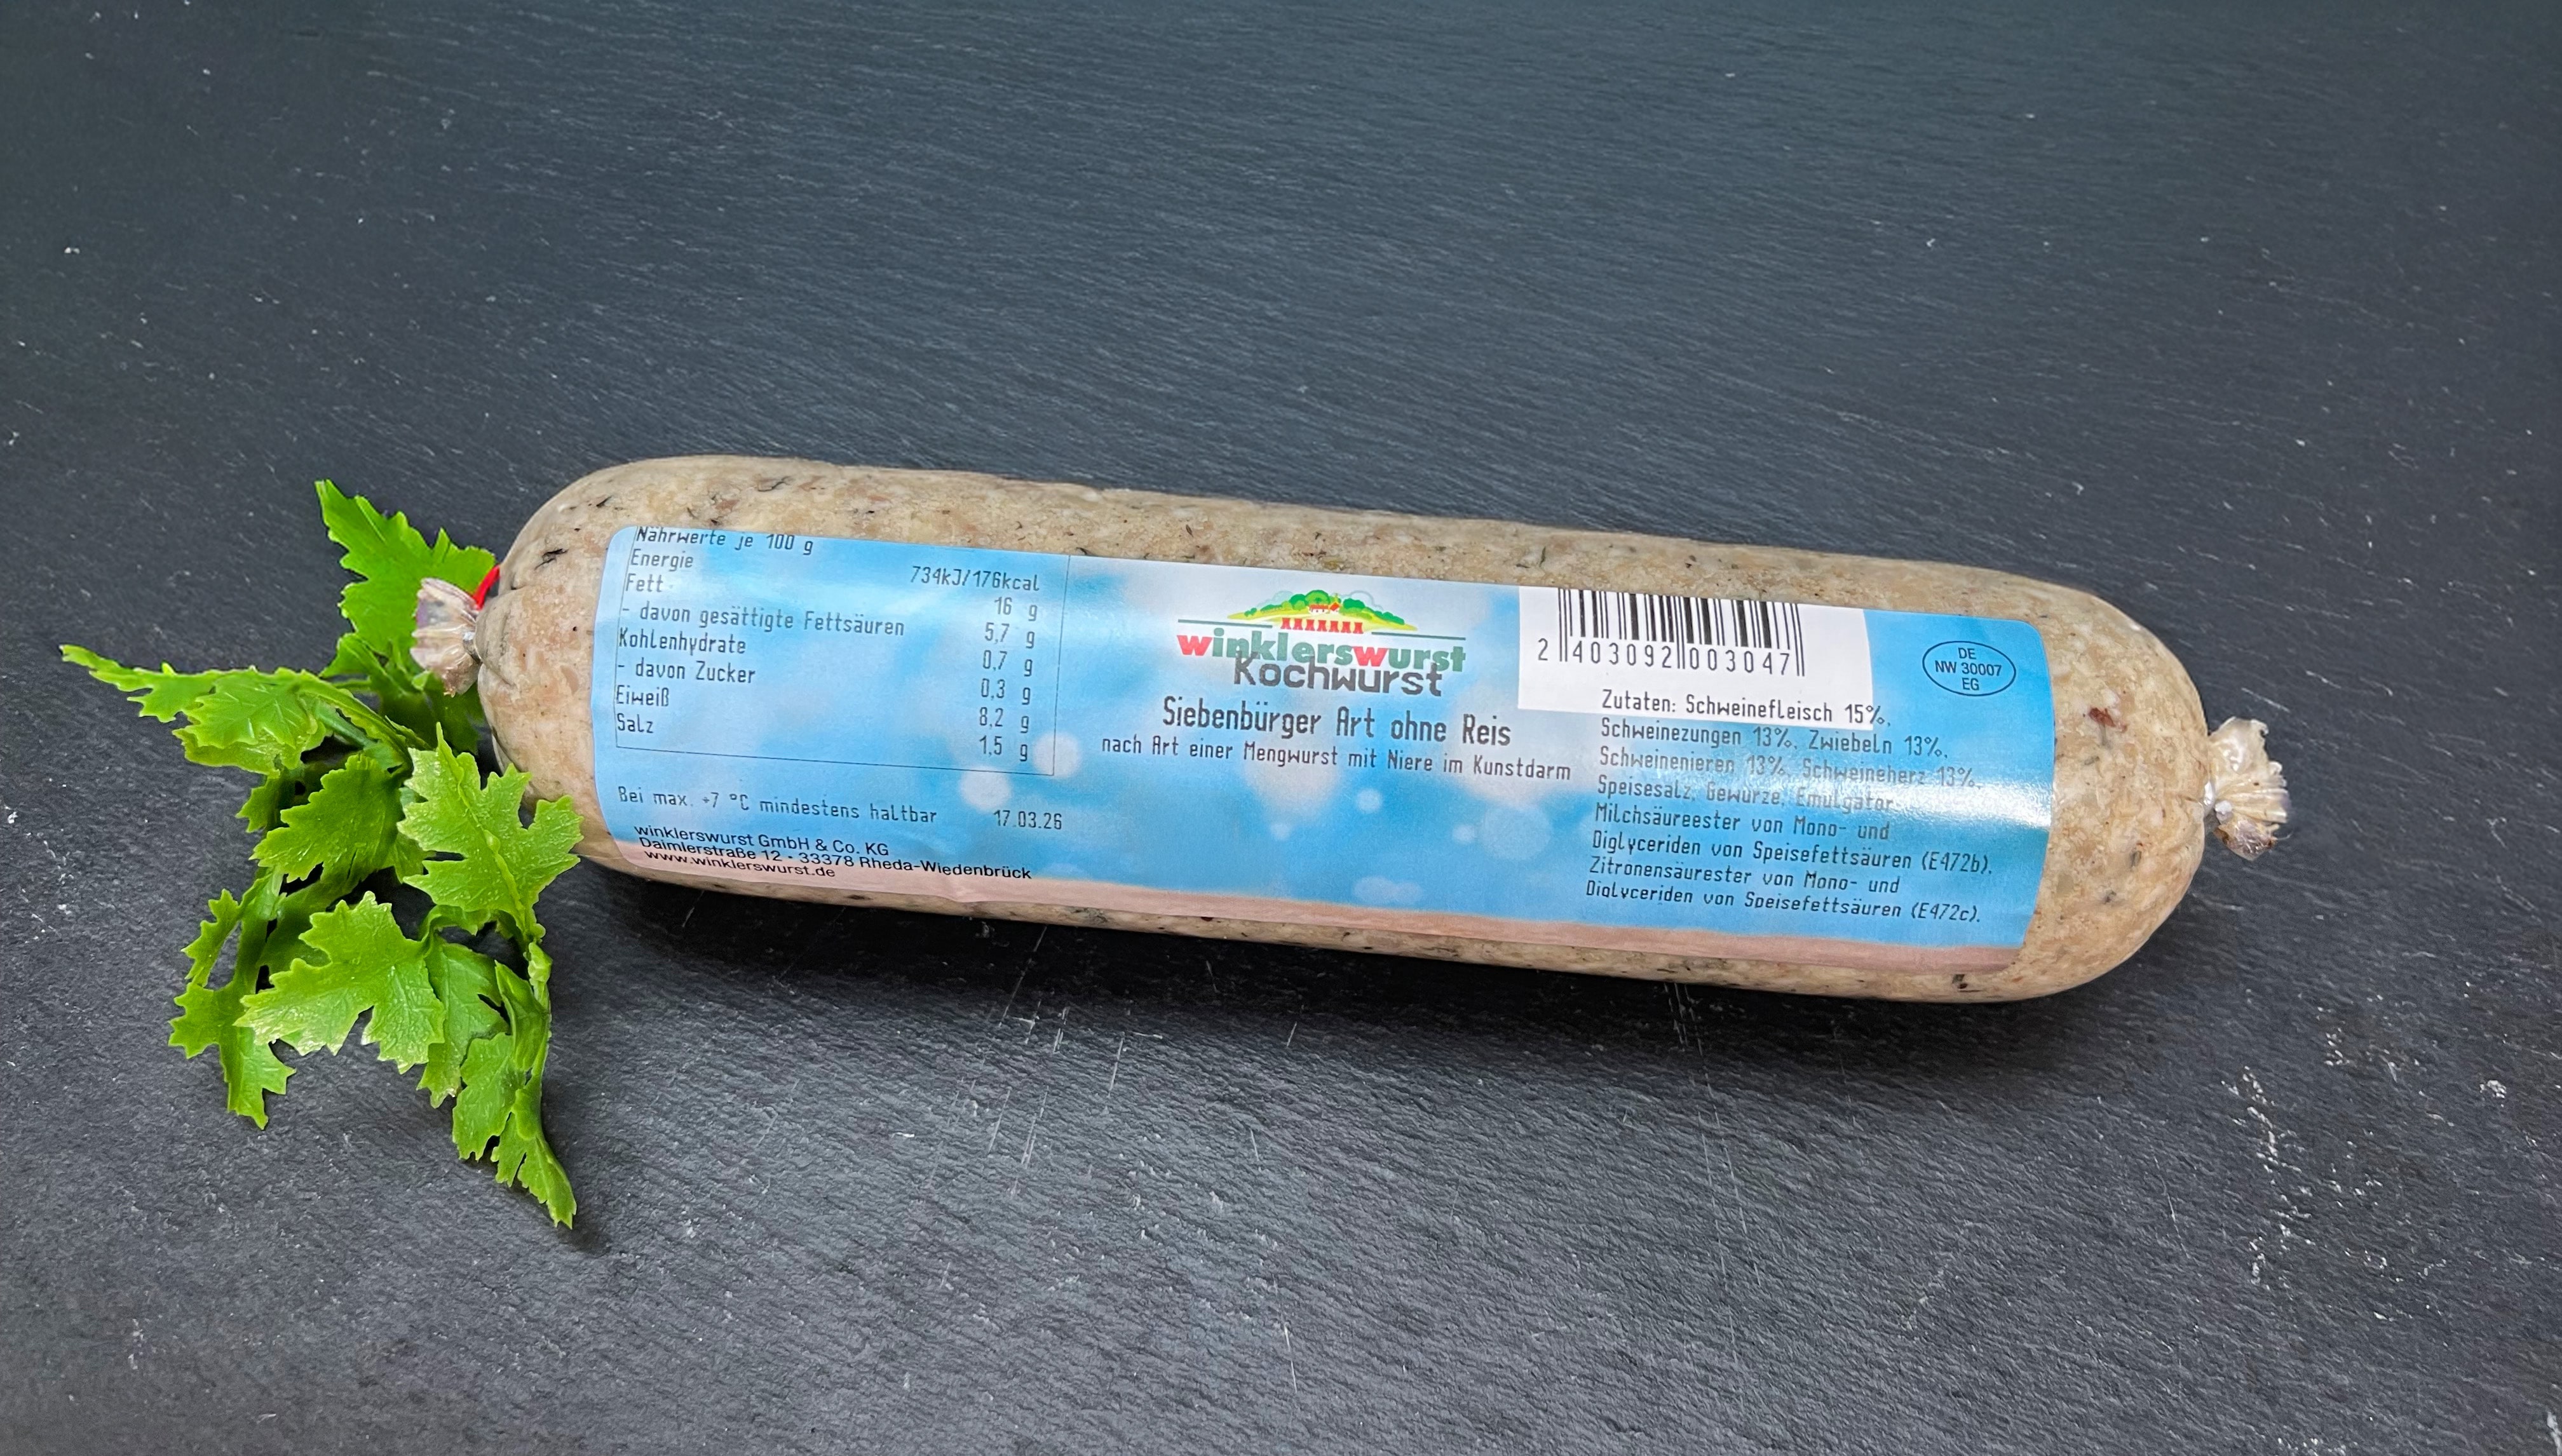 Nährwerte je 100 g
Energie 734kJ/176kcal
Fett 16 g
- davon gesättigte Fettsäuren 5,7 g
Kohlenhydrate 0,7 g
- davon Zucker 0,3 g
Eiweiß 8,2 g
Salz 1,5 g
Bei max. +7 °C mindestens haltbar 17.03.26
winklerswurst GmbH & Co. KG
Daimlerstraße 12 - 33378 Rheda-Wiedenbrück
www.winklerswurst.de
winklerswurst
Kochwurst
Siebenbürger Art ohne Reis
nach Art einer Mengwurst mit Niere im Kunstdarm
2 403092 003047
Zutaten: Schweinefleisch 15%,
Schweinezungen 13%, Zwiebeln 13%,
Schweinenieren 13%, Schweineherz 13%,
Speisesalz, Gewürze, Emulgator
Milchsäureester von Mono- und
Diglyceriden von Speisefettsäuren (E472b),
Zitronensäurester von Mono- und
Diglyceriden von Speisefettsäuren (E472c).
DE
NW 30007
EG